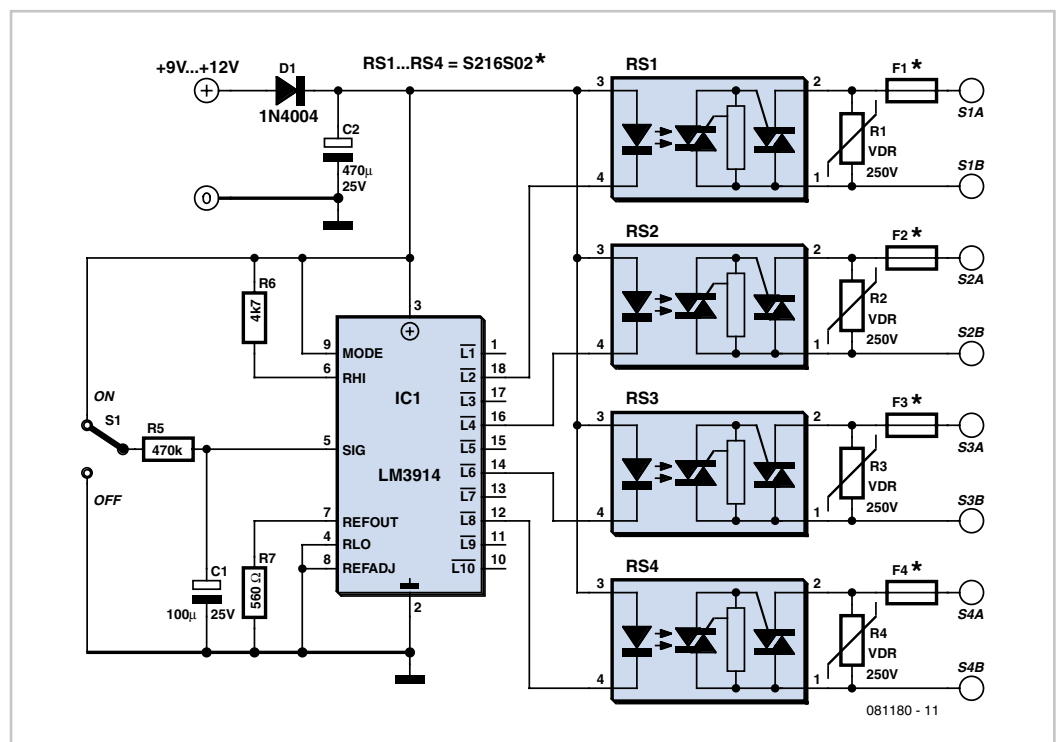 +9V...+12V
D1
1N4004
RS1...RS4 = S216S02*
+
C2
470µ
25V
0
R6
4k7
ON
S1
OFF
R5
470k
C1
100µ
25V
R7
560 Ω
3
+
9
MODE
6
RHI
5
SIG
7
REFOUT
4
RLO
8
REFADJ
2
IC1
LM3914
L1
1
L2
18
L3
17
L4
16
L5
15
L6
14
L7
13
L8
12
L9
11
L10
10
RS1
3
4
2
1
R1
VDR
250V
F1*
S1A
S1B
RS2
3
4
2
1
R2
VDR
250V
F2*
S2A
S2B
RS3
3
4
2
1
R3
VDR
250V
F3*
S3A
S3B
RS4
3
4
2
1
R4
VDR
250V
F4*
S4A
S4B
081180 - 11